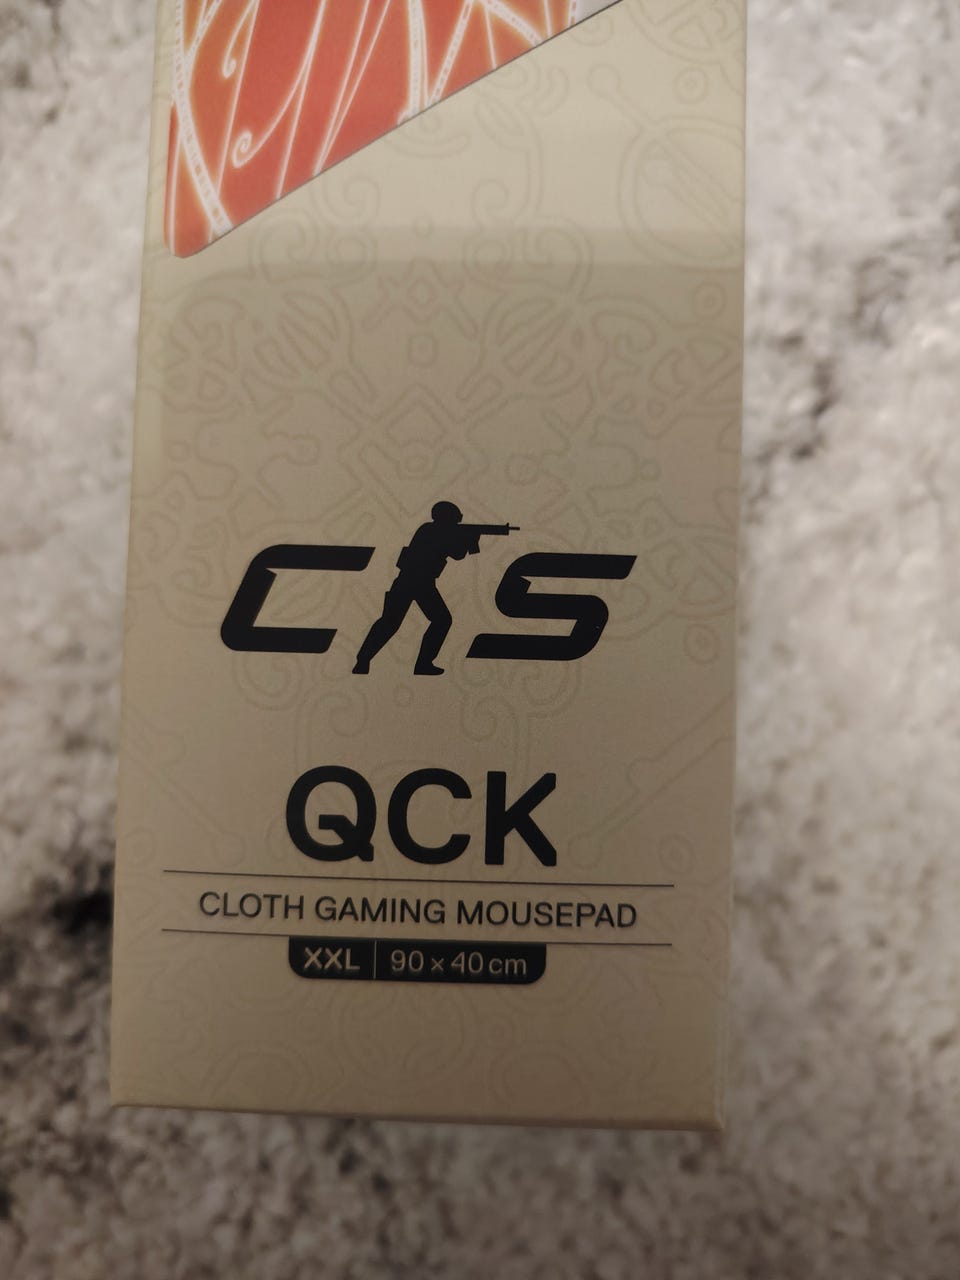 CS
QCK
CLOTH GAMING MOUSEPAD
XXL | 90 x 40 cm